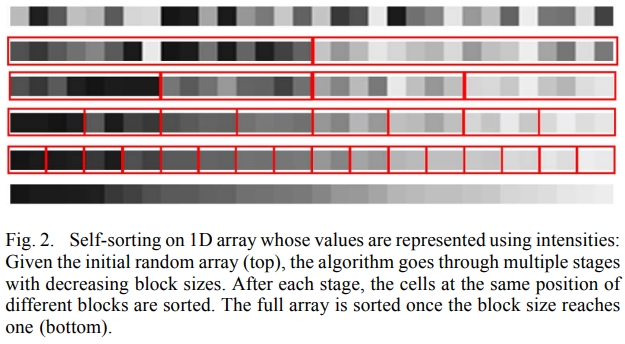 Fig. 2. Self-sorting on 1D array whose values are represented using intensities:
Given the initial random array (top), the algorithm goes through multiple stages
with decreasing block sizes. After each stage, the cells at the same position of
different blocks are sorted. The full array is sorted once the block size reaches
one (bottom).